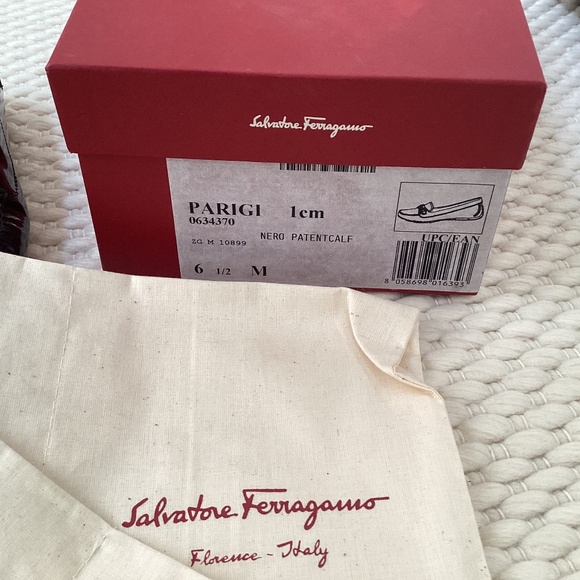 Salvatore Ferragamo
PARIGI 1cm
0634370
ZG M 10899 NERO PATENTCALF
6 1/2 M
UPC/EAN
8 058698 016393
Salvatore Ferragamo
Florence - Italy